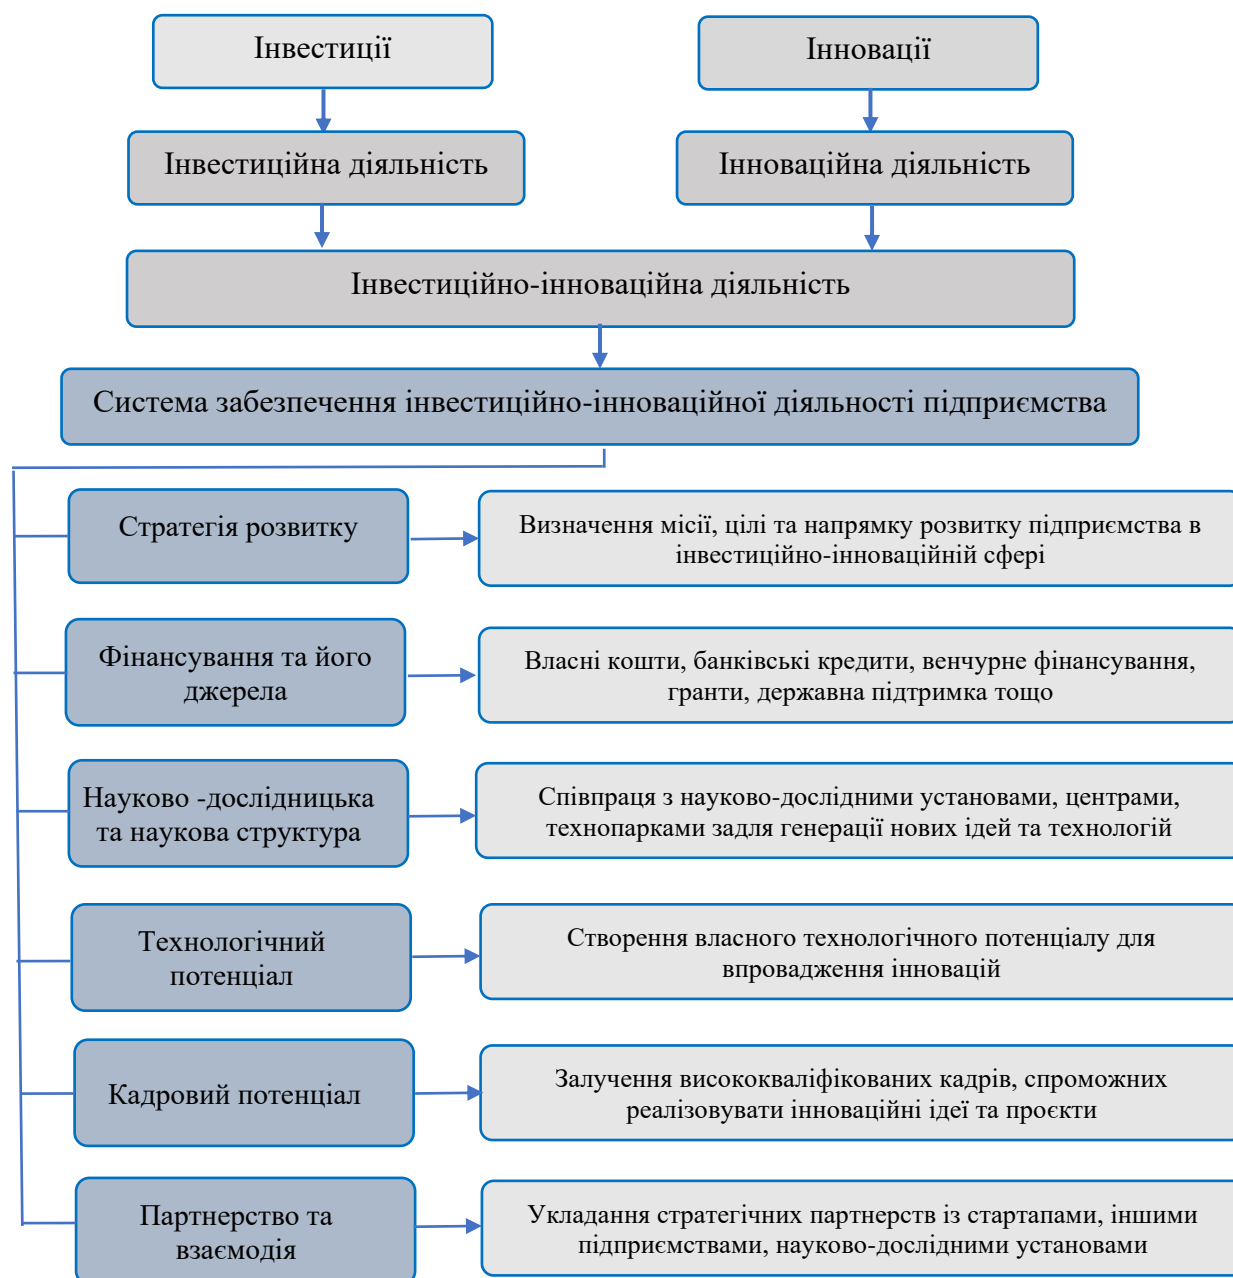 Інвестиції
Інновації
Інвестиційна діяльність
Інноваційна діяльність
Інвестиційно-інноваційна діяльність
Система забезпечення інвестиційно-інноваційної діяльності підприємства
Стратегія розвитку
Визначення місії, цілі та напрямку розвитку підприємства в
інвестиційно-інноваційній сфері
Фінансування та його
джерела
Власні кошти, банківські кредити, венчурне фінансування,
гранти, державна підтримка тощо
Науково -дослідницька
та наукова структура
Співпраця з науково-дослідними установами, центрами,
технопарками задля генерації нових ідей та технологій
Технологічний
потенціал
Створення власного технологічного потенціалу для
впровадження інновацій
Кадровий потенціал
Залучення висококваліфікованих кадрів, спроможних
реалізовувати інноваційні ідеї та проєкти
Партнерство та
взаємодія
Укладання стратегічних партнерств із стартапами, іншими
підприємствами, науково-дослідними установами